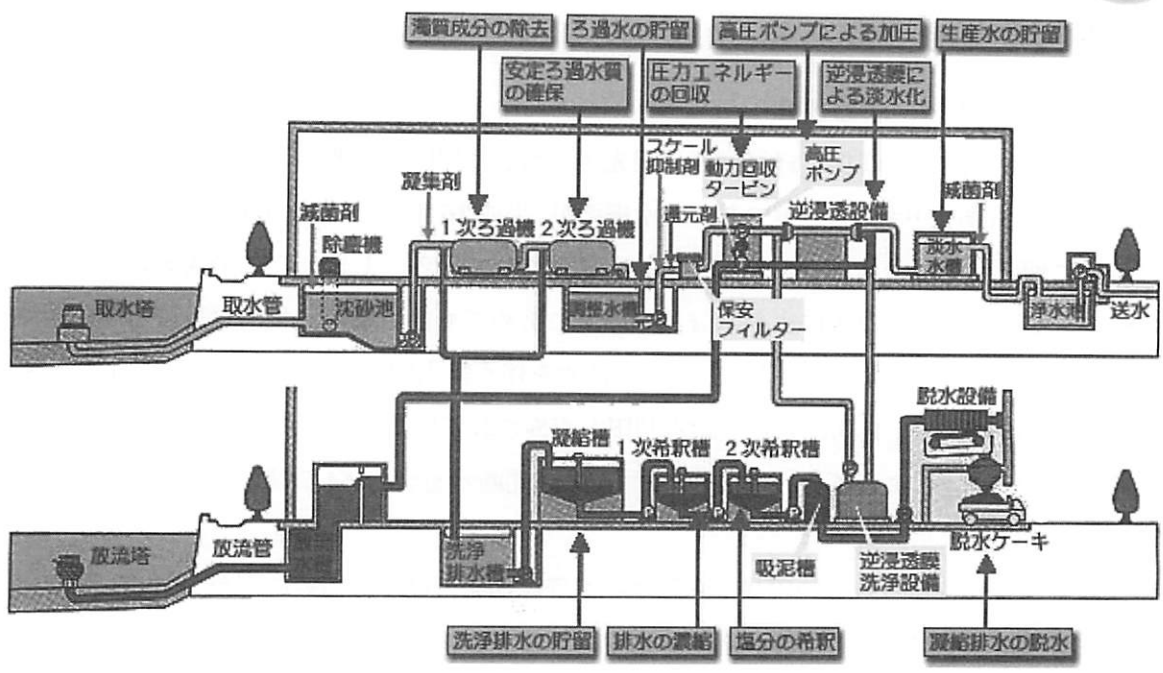 濁質成分の除去
ろ過水の貯留
高圧ポンプによる加圧
生産水の貯留
安定ろ過水質
の確保
圧力エネルギー
の回収
逆浸透膜に
よる淡水化
スケール
抑制剤
動力回収
タービン
高圧
ポンプ
凝集剤
滅菌剤
除塵機
1次ろ過機
2次ろ過機
還元剤
逆浸透設備
滅菌剤
淡水
水槽
取水塔
取水管
沈砂池
調整水槽
保安
フィルター
浄水池
送水
P
脱水設備
凝縮槽
1次希釈槽
2次希釈槽
放流塔
放流管
水槽
洗浄
排水槽
P
P
P
吸泥槽
逆浸透膜
洗浄設備
脱水ケーキ
洗浄排水の貯留
排水の濃縮
塩分の希釈
凝縮排水の脱水